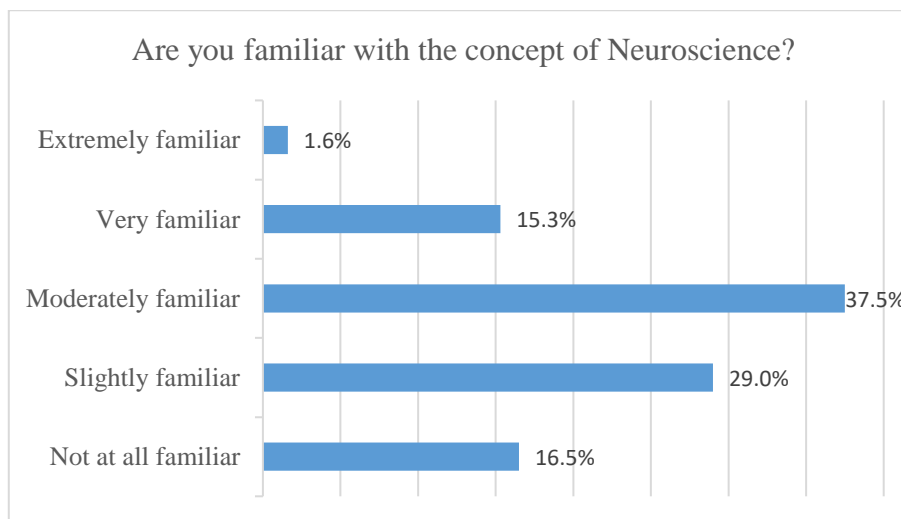 Are you familiar with the concept of Neuroscience?
Extremely familiar 1.6%
Very familiar 15.3%
Moderately familiar 37.5%
Slightly familiar 29.0%
Not at all familiar 16.5%